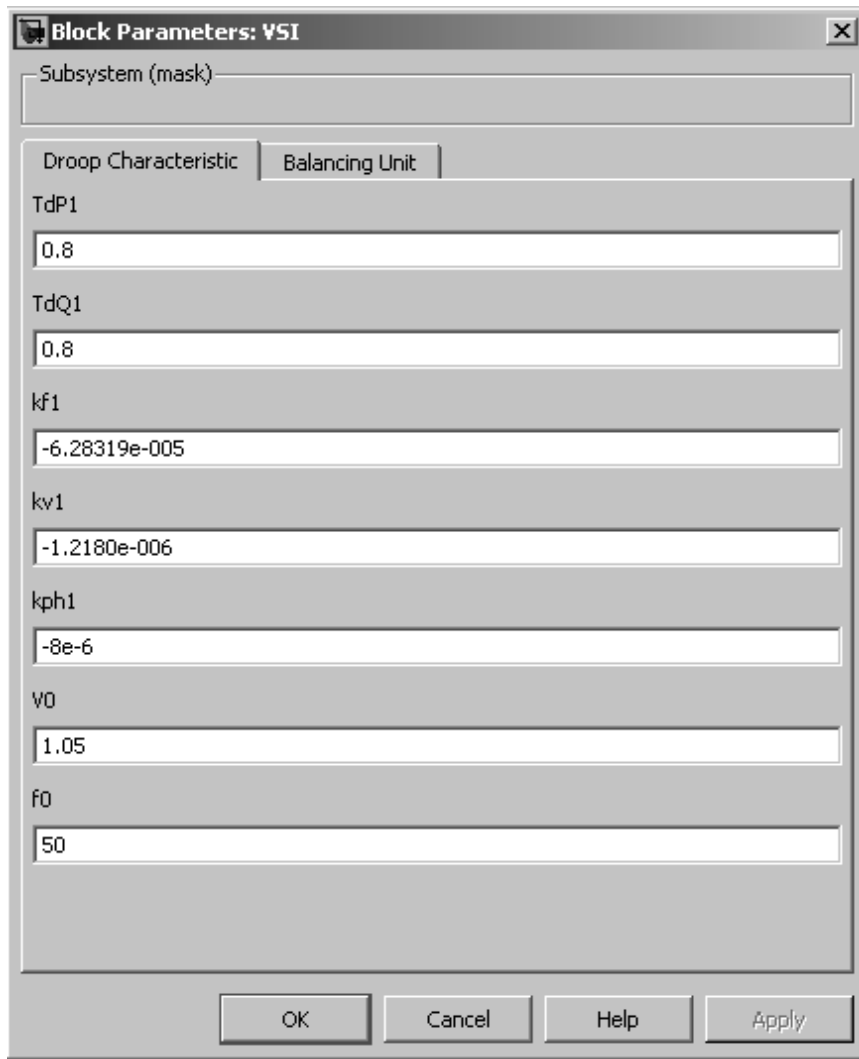 Block Parameters: VSI
Subsystem (mask)
Droop Characteristic
Balancing Unit
TdP1
0.8
TdQ1
0.8
kf1
-6.28319e-005
kv1
-1.2180e-006
kph1
-8e-6
V0
1.05
f0
50
OK
Cancel
Help
Apply